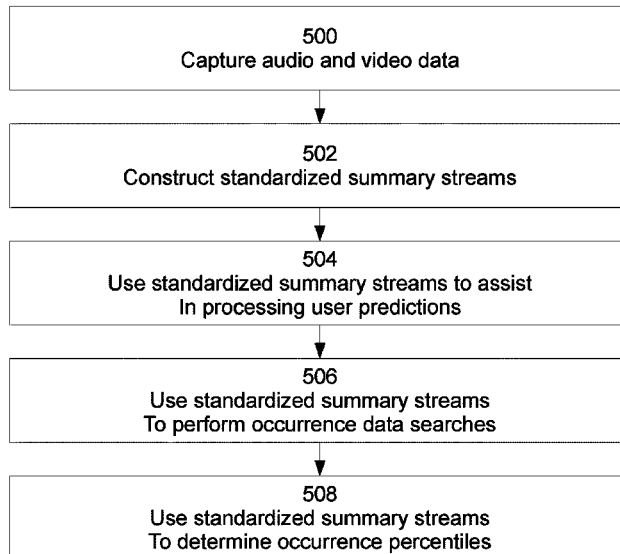 500
Capture audio and video data
502
Construct standardized summary streams
504
Use standardized summary streams to assist
In processing user predictions
506
Use standardized summary streams
To perform occurrence data searches
508
Use standardized summary streams
To determine occurrence percentiles